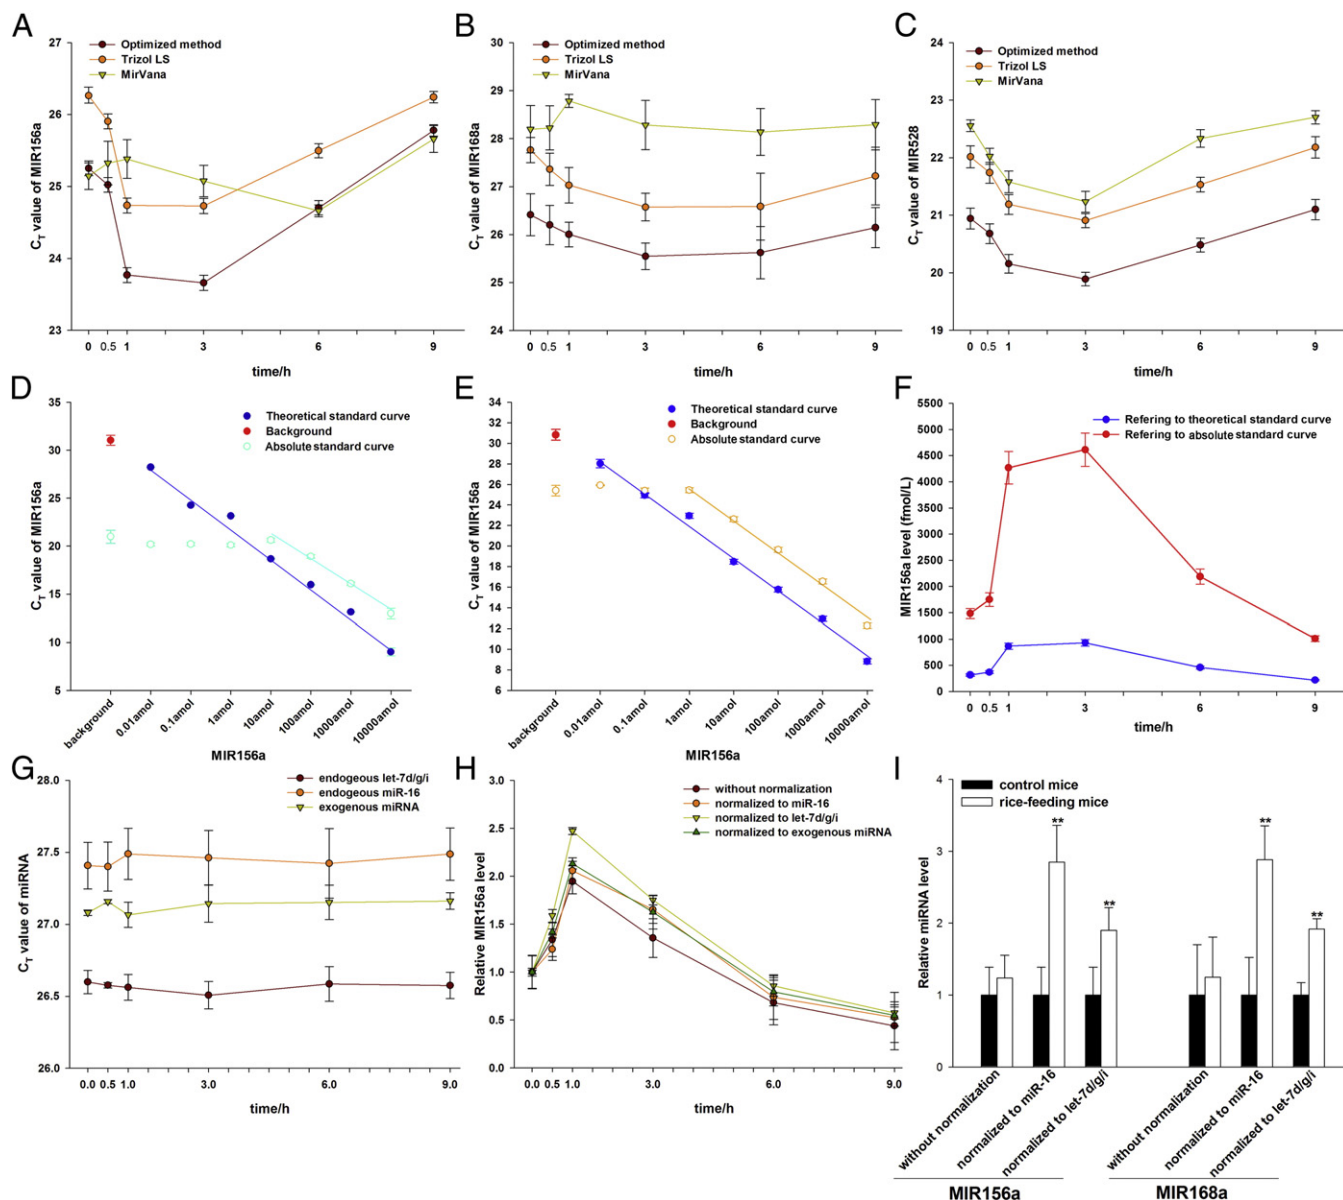 A
Optimized method
Trizol LS
MirVana
27
26
25
24
23
C_T value of MIR156a
0 0.5 1 3 6 9
time/h
B
Optimized method
Trizol LS
MirVana
30
29
28
27
26
25
24
C_T value of MIR168a
0 0.5 1 3 6 9
time/h
C
Optimized method
Trizol LS
MirVana
24
23
22
21
20
19
C_T value of MIR528
0 0.5 1 3 6 9
time/h
D
Theoretical standard curve
Background
Absolute standard curve
35
30
25
20
15
10
5
C_T value of MIR156a
background 0.01amol 0.1amol 1amol 10amol 100amol 1000amol 10000amol
MIR156a
E
Theoretical standard curve
Background
Absolute standard curve
34
32
30
28
26
24
22
20
18
16
14
12
10
8
6
C_T value of MIR156a
background 0.01amol 0.1amol 1amol 10amol 100amol 1000amol 10000amol
MIR156a
F
Refering to theoretical standard curve
Refering to absolute standard curve
5500
5000
4500
4000
3500
3000
2500
2000
1500
1000
500
0
MIR156a level (fmol/L)
0 0.5 1 3 6 9
time/h
G
endogeous let-7d/g/i
endogeous miR-16
exogenous miRNA
28.0
27.5
27.0
26.5
26.0
C_T value of miRNA
0.0 0.5 1.0 3.0 6.0 9.0
time/h
H
without normalization
normalized to miR-16
normalized to let-7d/g/i
normalized to exogenous miRNA
3.0
2.5
2.0
1.5
1.0
0.5
0.0
Relative MIR156a level
0.0 0.5 1.0 3.0 6.0 9.0
time/h
I
control mice
rice-feeding mice
4
3
2
1
0
Relative miRNA level
** ** ** **
without normalization normalized to miR-16 normalized to let-7d/g/i without normalization normalized to miR-16 normalized to let-7d/g/i
MIR156a MIR168a